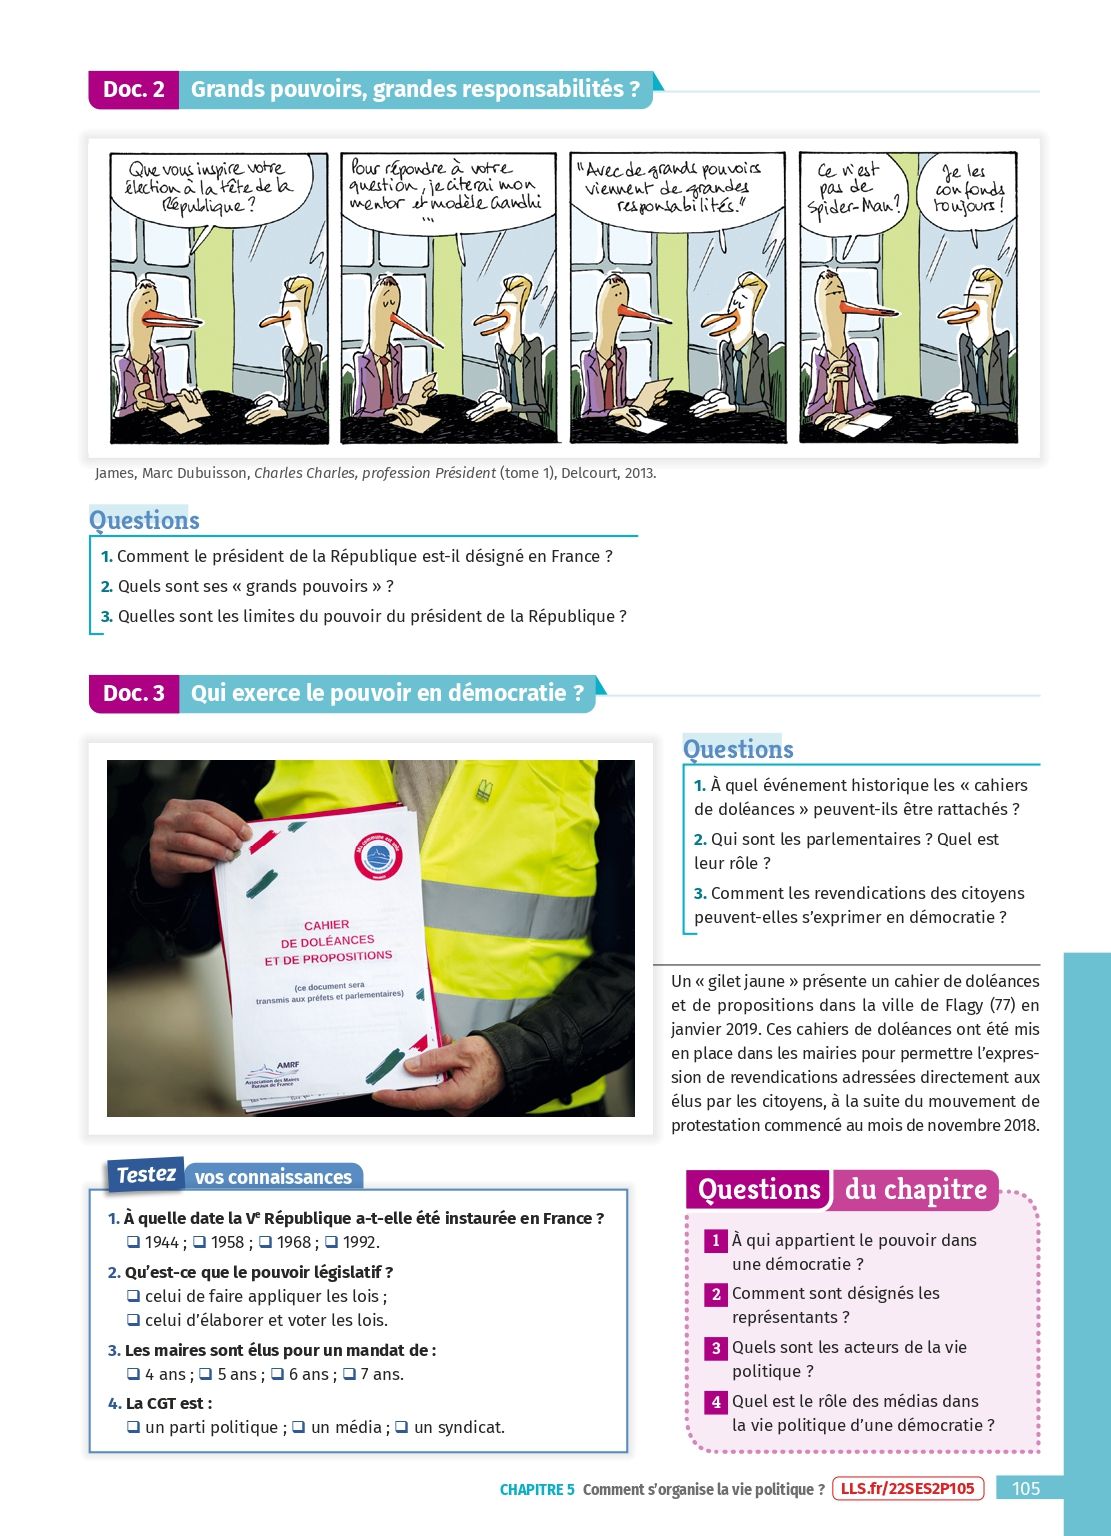 Doc. 2 Grands pouvoirs, grandes responsabilités ?
Que vous inspire votre
élection à la tête de la
République ?
Pour répondre à votre
question, je citerai mon
mentor et modèle Gandhi
...
"Avec de grands pouvoirs
viennent de grandes
responsabilités."
Ce n'est
pas de
Spider-Man ?
Je les
confonds
toujours !
James, Marc Dubuisson, Charles Charles, profession Président (tome 1), Delcourt, 2013.
Questions
1. Comment le président de la République est-il désigné en France ?
2. Quels sont ses « grands pouvoirs » ?
3. Quelles sont les limites du pouvoir du président de la République ?
Doc. 3 Qui exerce le pouvoir en démocratie ?
Ma commune est utile
CAHIER
DE DOLÉANCES
ET DE PROPOSITIONS
(ce document sera
transmis aux préfets et parlementaires)
AMRF
Association des Maires
Ruraux de France
Questions
1. À quel événement historique les « cahiers
de doléances » peuvent-ils être rattachés ?
2. Qui sont les parlementaires ? Quel est
leur rôle ?
3. Comment les revendications des citoyens
peuvent-elles s'exprimer en démocratie ?
Un « gilet jaune » présente un cahier de doléances
et de propositions dans la ville de Flagy (77) en
janvier 2019. Ces cahiers de doléances ont été mis
en place dans les mairies pour permettre l'expres-
sion de revendications adressées directement aux
élus par les citoyens, à la suite du mouvement de
protestation commencé au mois de novembre 2018.
Testez vos connaissances
1. À quelle date la Ve République a-t-elle été instaurée en France ?
❑ 1944 ; ❑ 1958 ; ❑ 1968 ; ❑ 1992.
2. Qu'est-ce que le pouvoir législatif ?
❑ celui de faire appliquer les lois ;
❑ celui d'élaborer et voter les lois.
3. Les maires sont élus pour un mandat de :
❑ 4 ans ; ❑ 5 ans ; ❑ 6 ans ; ❑ 7 ans.
4. La CGT est :
❑ un parti politique ; ❑ un média ; ❑ un syndicat.
Questions du chapitre
1 À qui appartient le pouvoir dans
une démocratie ?
2 Comment sont désignés les
représentants ?
3 Quels sont les acteurs de la vie
politique ?
4 Quel est le rôle des médias dans
la vie politique d'une démocratie ?
CHAPITRE 5 Comment s'organise la vie politique ? LLS.fr/22SES2P105 105